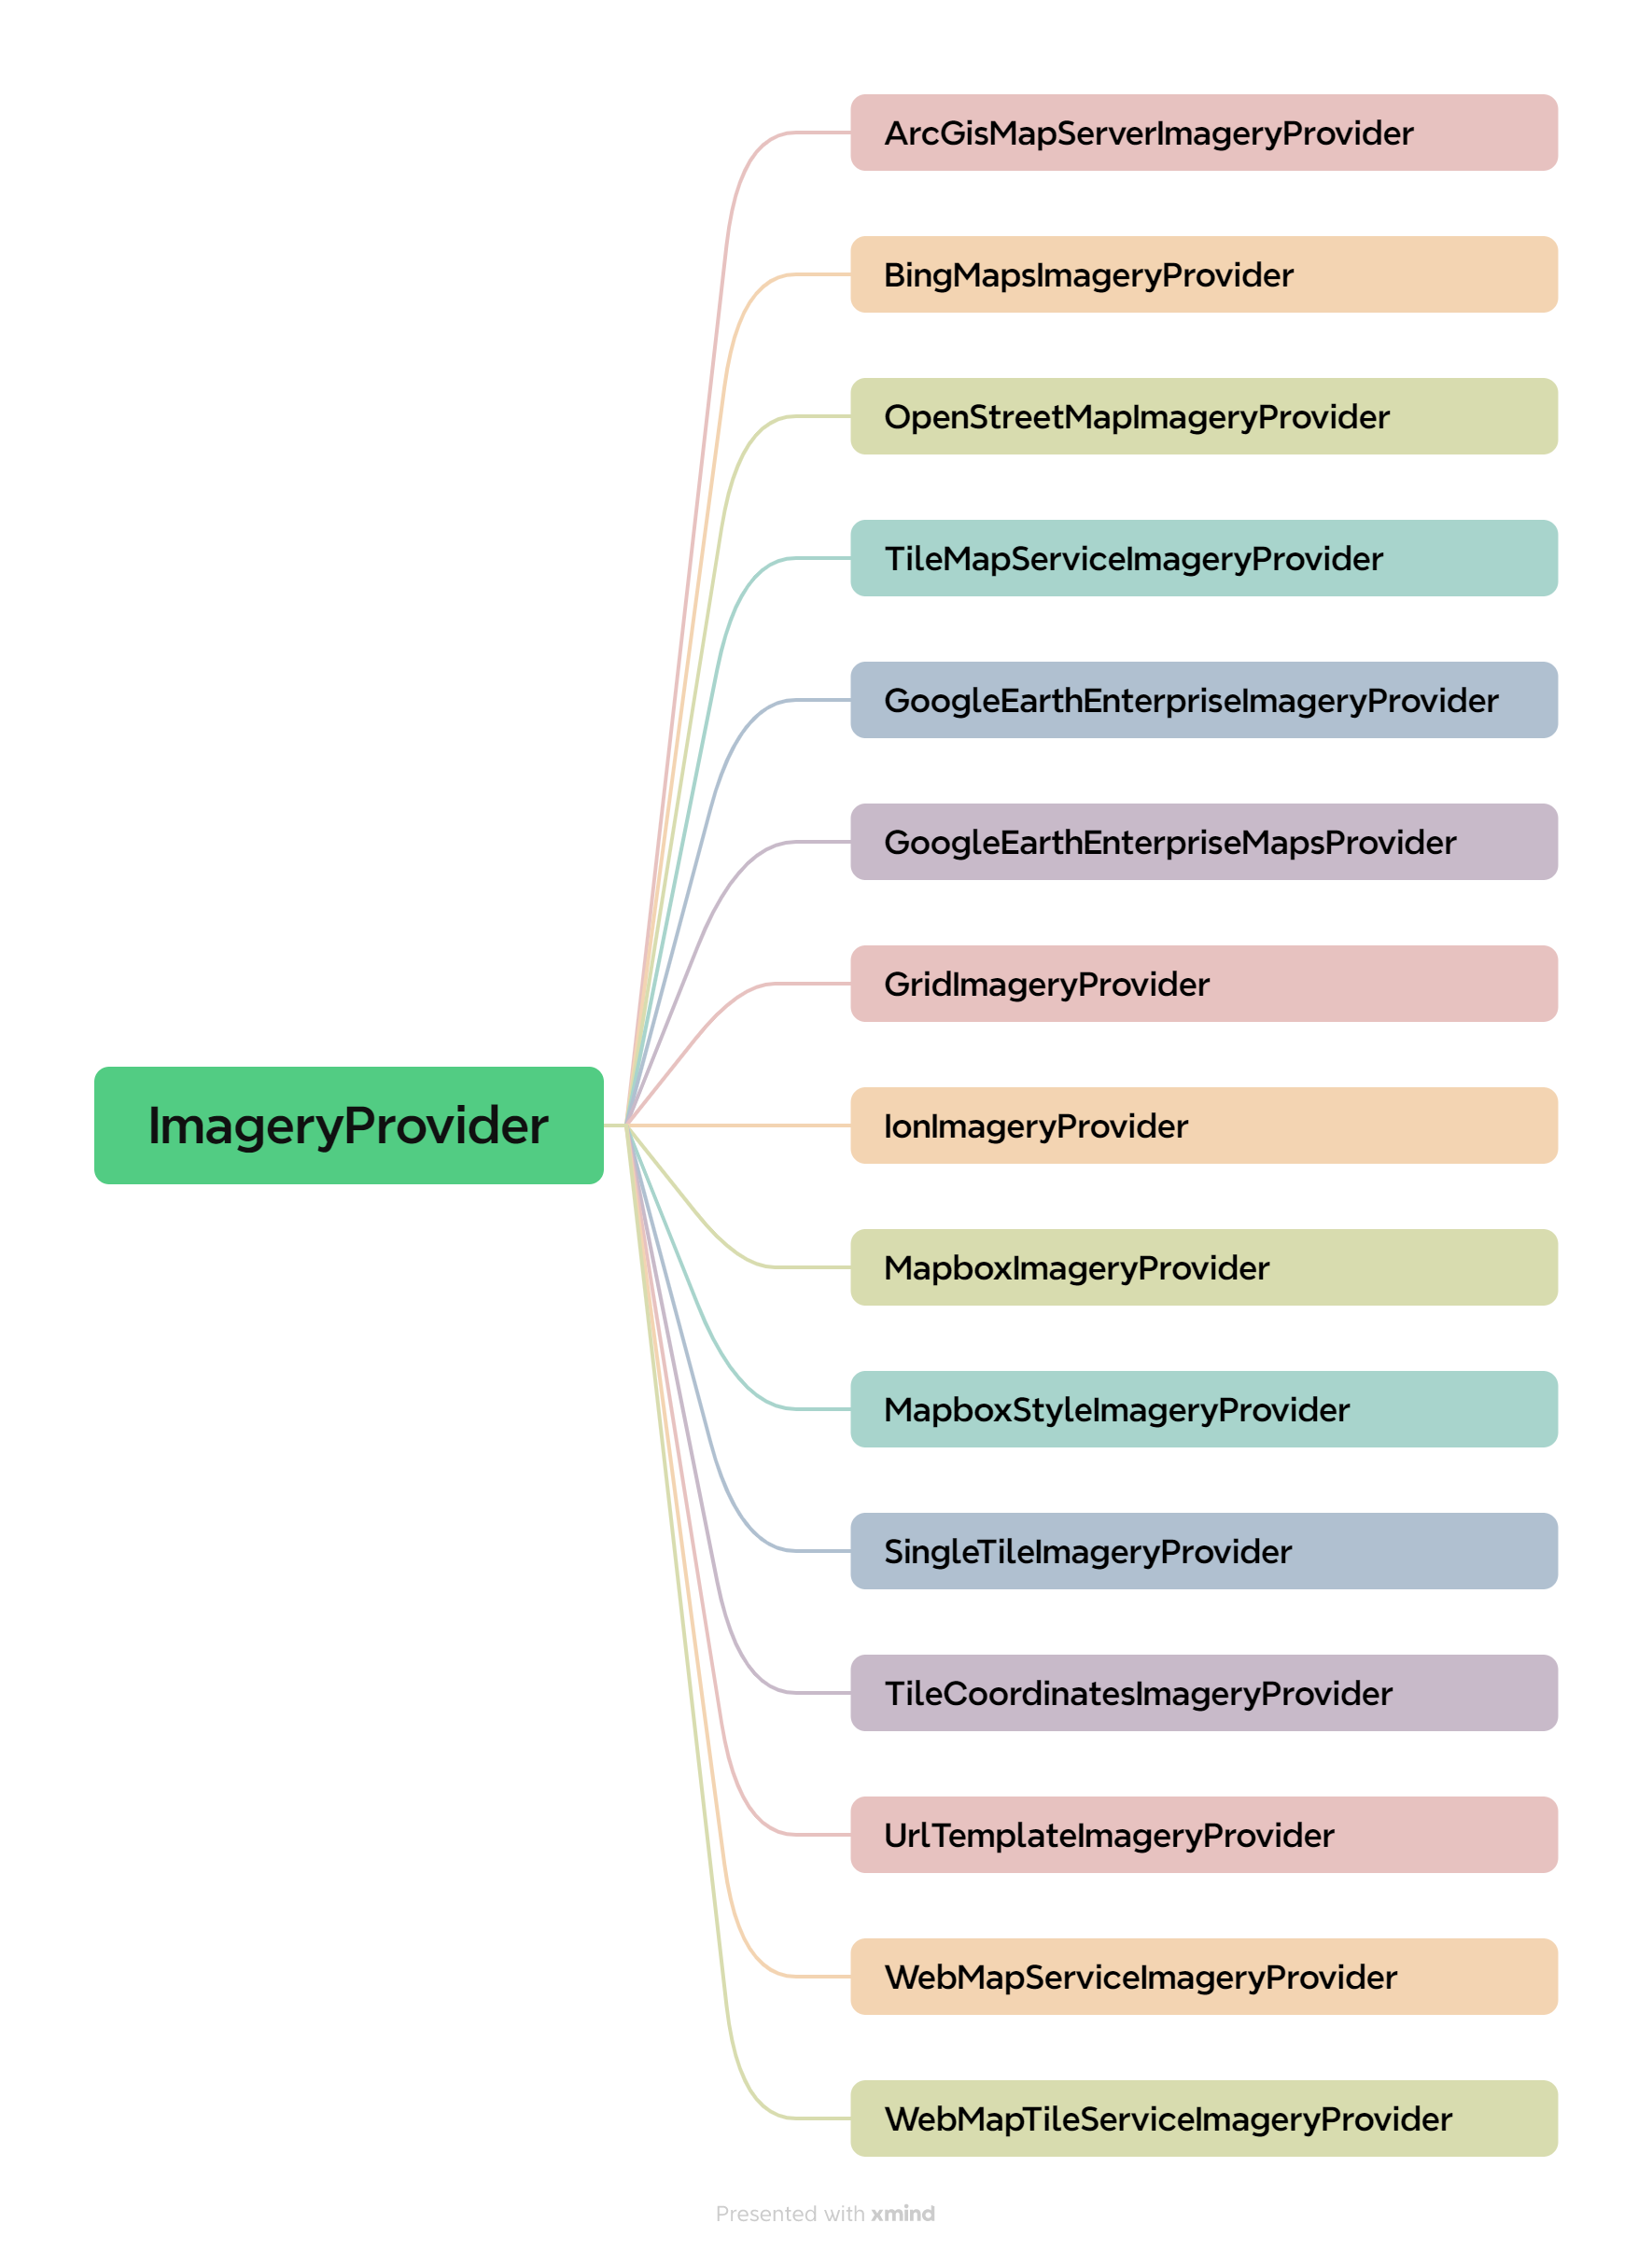 ArcGisMapServerImageryProvider
BingMapsImageryProvider
OpenStreetMapImageryProvider
TileMapServiceImageryProvider
GoogleEarthEnterpriseImageryProvider
GoogleEarthEnterpriseMapsProvider
GridImageryProvider
ImageryProvider
IonImageryProvider
MapboxImageryProvider
MapboxStyleImageryProvider
SingleTileImageryProvider
TileCoordinatesImageryProvider
UrlTemplateImageryProvider
WebMapServiceImageryProvider
WebMapTileServiceImageryProvider
Presented with xmind